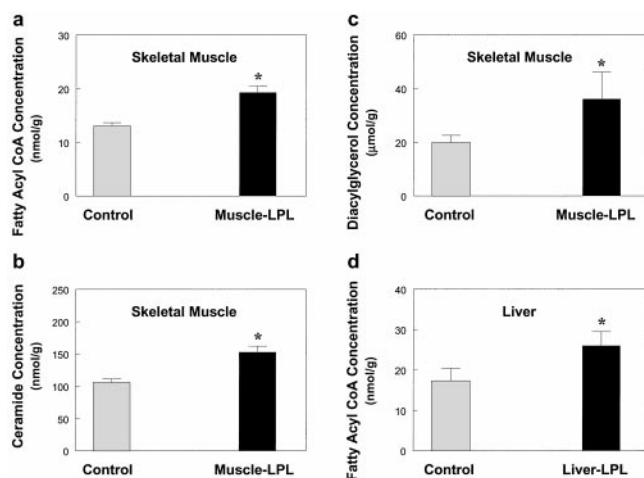 a
Skeletal Muscle
Fatty Acyl CoA Concentration
(nmol/g)
30
20
10
0
*
Control
Muscle-LPL
b
Skeletal Muscle
Ceramide Concentration
(nmol/g)
250
200
150
100
50
0
*
Control
Muscle-LPL
c
Skeletal Muscle
Diacylglycerol Concentration
(μmol/g)
60
40
20
0
*
Control
Muscle-LPL
d
Liver
Fatty Acyl CoA Concentration
(nmol/g)
40
30
20
10
0
*
Control
Liver-LPL